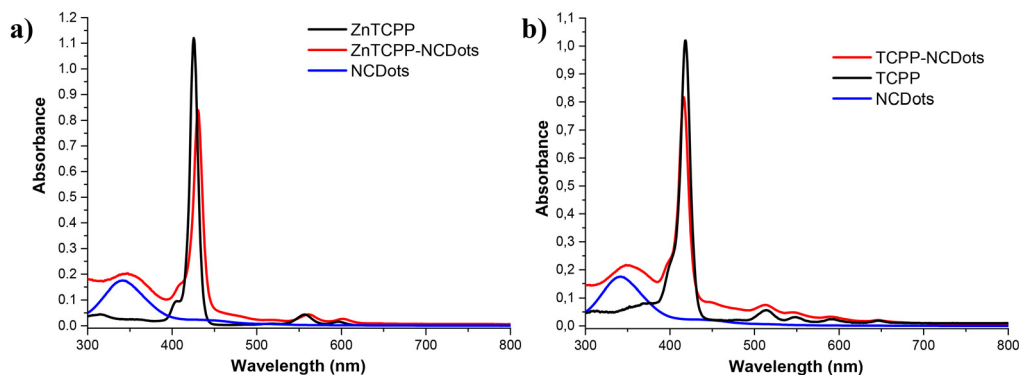 a)
ZnTCPP
ZnTCPP-NCDots
NCDots
Absorbance
1.2
1.1
1.0
0.9
0.8
0.7
0.6
0.5
0.4
0.3
0.2
0.1
0.0
300 400 500 600 700 800
Wavelength (nm)
b)
TCPP-NCDots
TCPP
NCDots
Absorbance
1,1
1,0
0,9
0,8
0,7
0,6
0,5
0,4
0,3
0,2
0,1
0,0
300 400 500 600 700 800
Wavelength (nm)